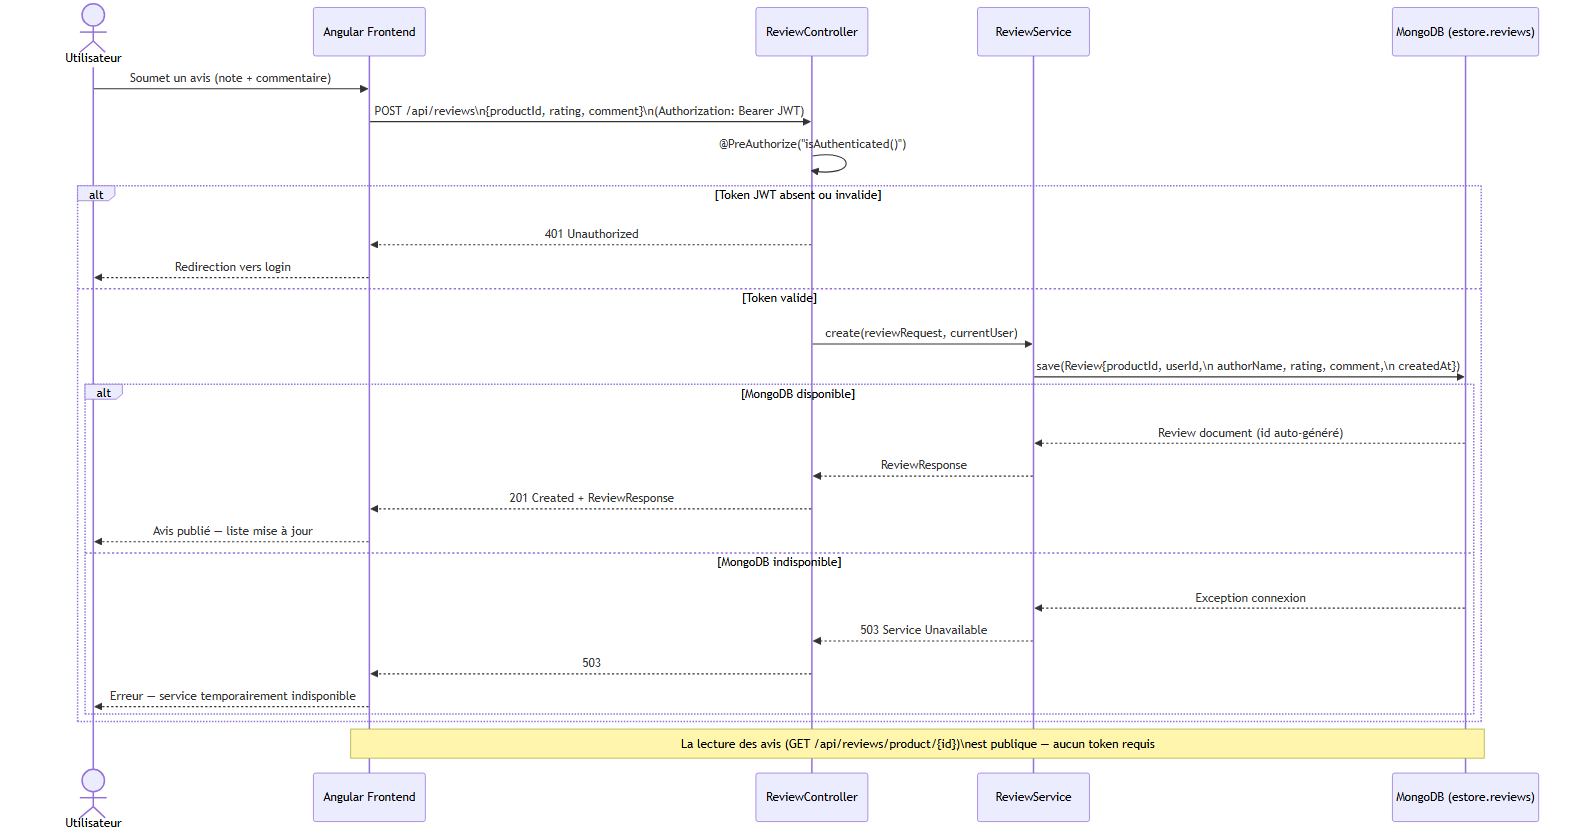 Utilisateur
Angular Frontend
ReviewController
ReviewService
MongoDB (estore.reviews)
Soumet un avis (note + commentaire)
POST /api/reviews\n{productId, rating, comment}\n(Authorization: Bearer JWT)
@PreAuthorize("isAuthenticated()")
alt
[Token JWT absent ou invalide]
401 Unauthorized
Redirection vers login
[Token valide]
create(reviewRequest, currentUser)
save(Review{productId, userId,\n authorName, rating, comment,\n createdAt})
alt
[MongoDB disponible]
Review document (id auto-généré)
ReviewResponse
201 Created + ReviewResponse
Avis publié — liste mise à jour
[MongoDB indisponible]
Exception connexion
503 Service Unavailable
503
Erreur — service temporairement indisponible
La lecture des avis (GET /api/reviews/product/{id})\nest publique — aucun token requis
Utilisateur
Angular Frontend
ReviewController
ReviewService
MongoDB (estore.reviews)